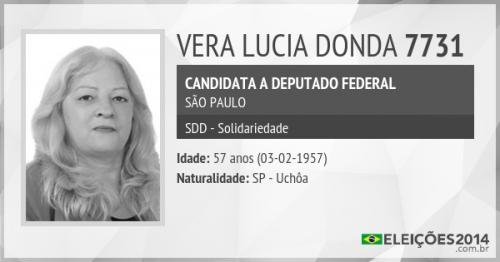 VERA LUCIA DONDA 7731
CANDIDATA A DEPUTADO FEDERAL
SÃO PAULO
SDD - Solidariedade
Idade: 57 anos (03-02-1957)
Naturalidade: SP - Uchôa
ELEIÇÕES2014
.com.br